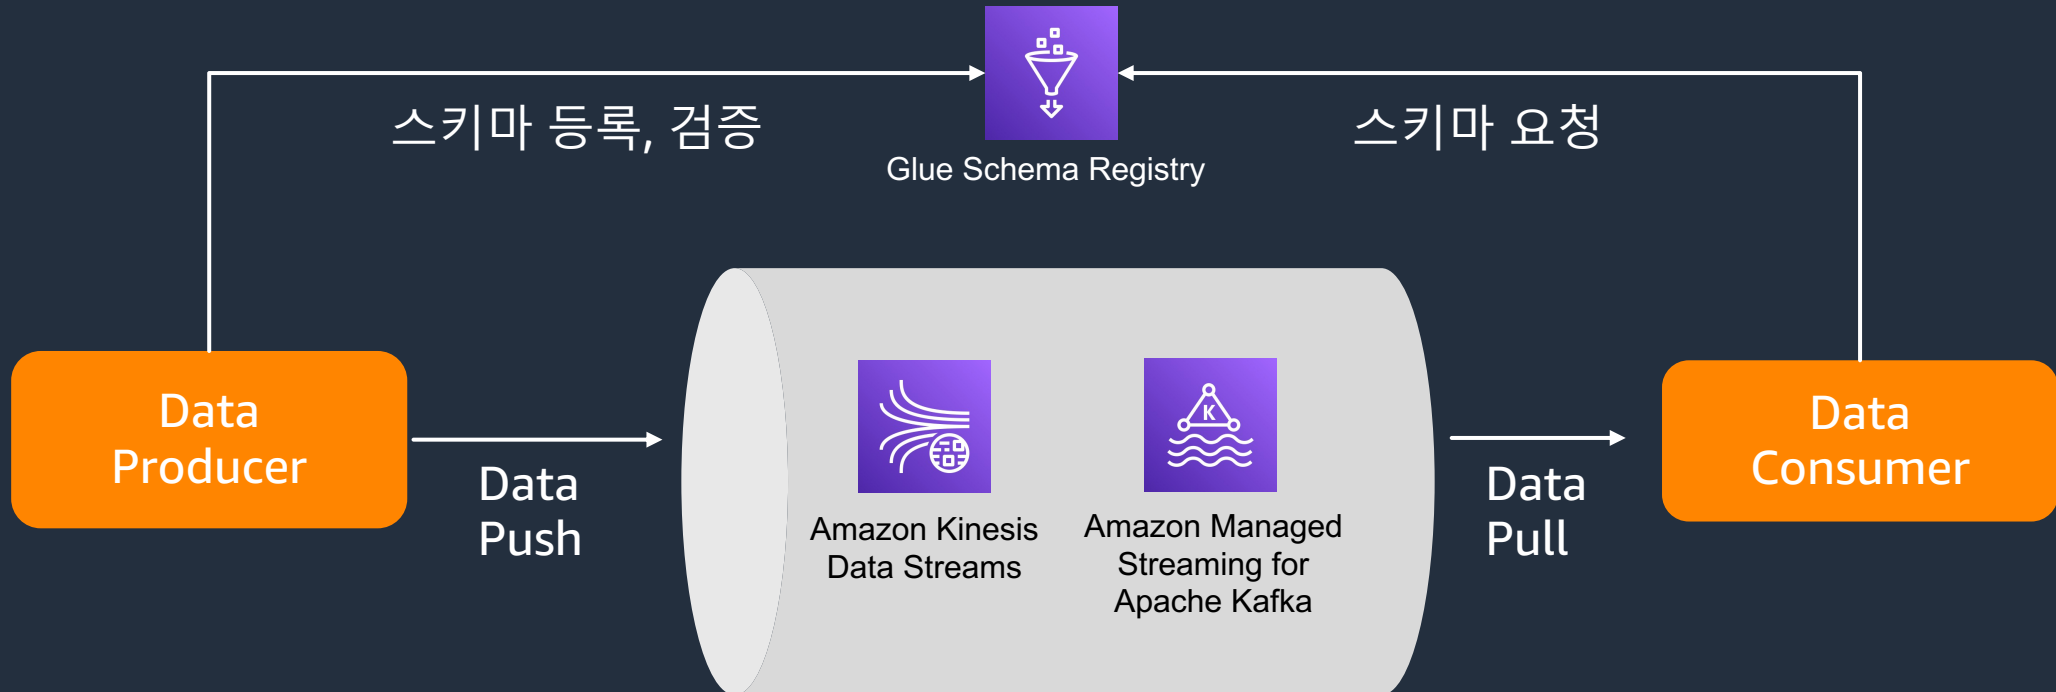 스키마 등록, 검증
Glue Schema Registry
스키마 요청
Data
Producer
Data
Push
Amazon Kinesis
Data Streams
K
Amazon Managed
Streaming for
Apache Kafka
Data
Pull
Data
Consumer